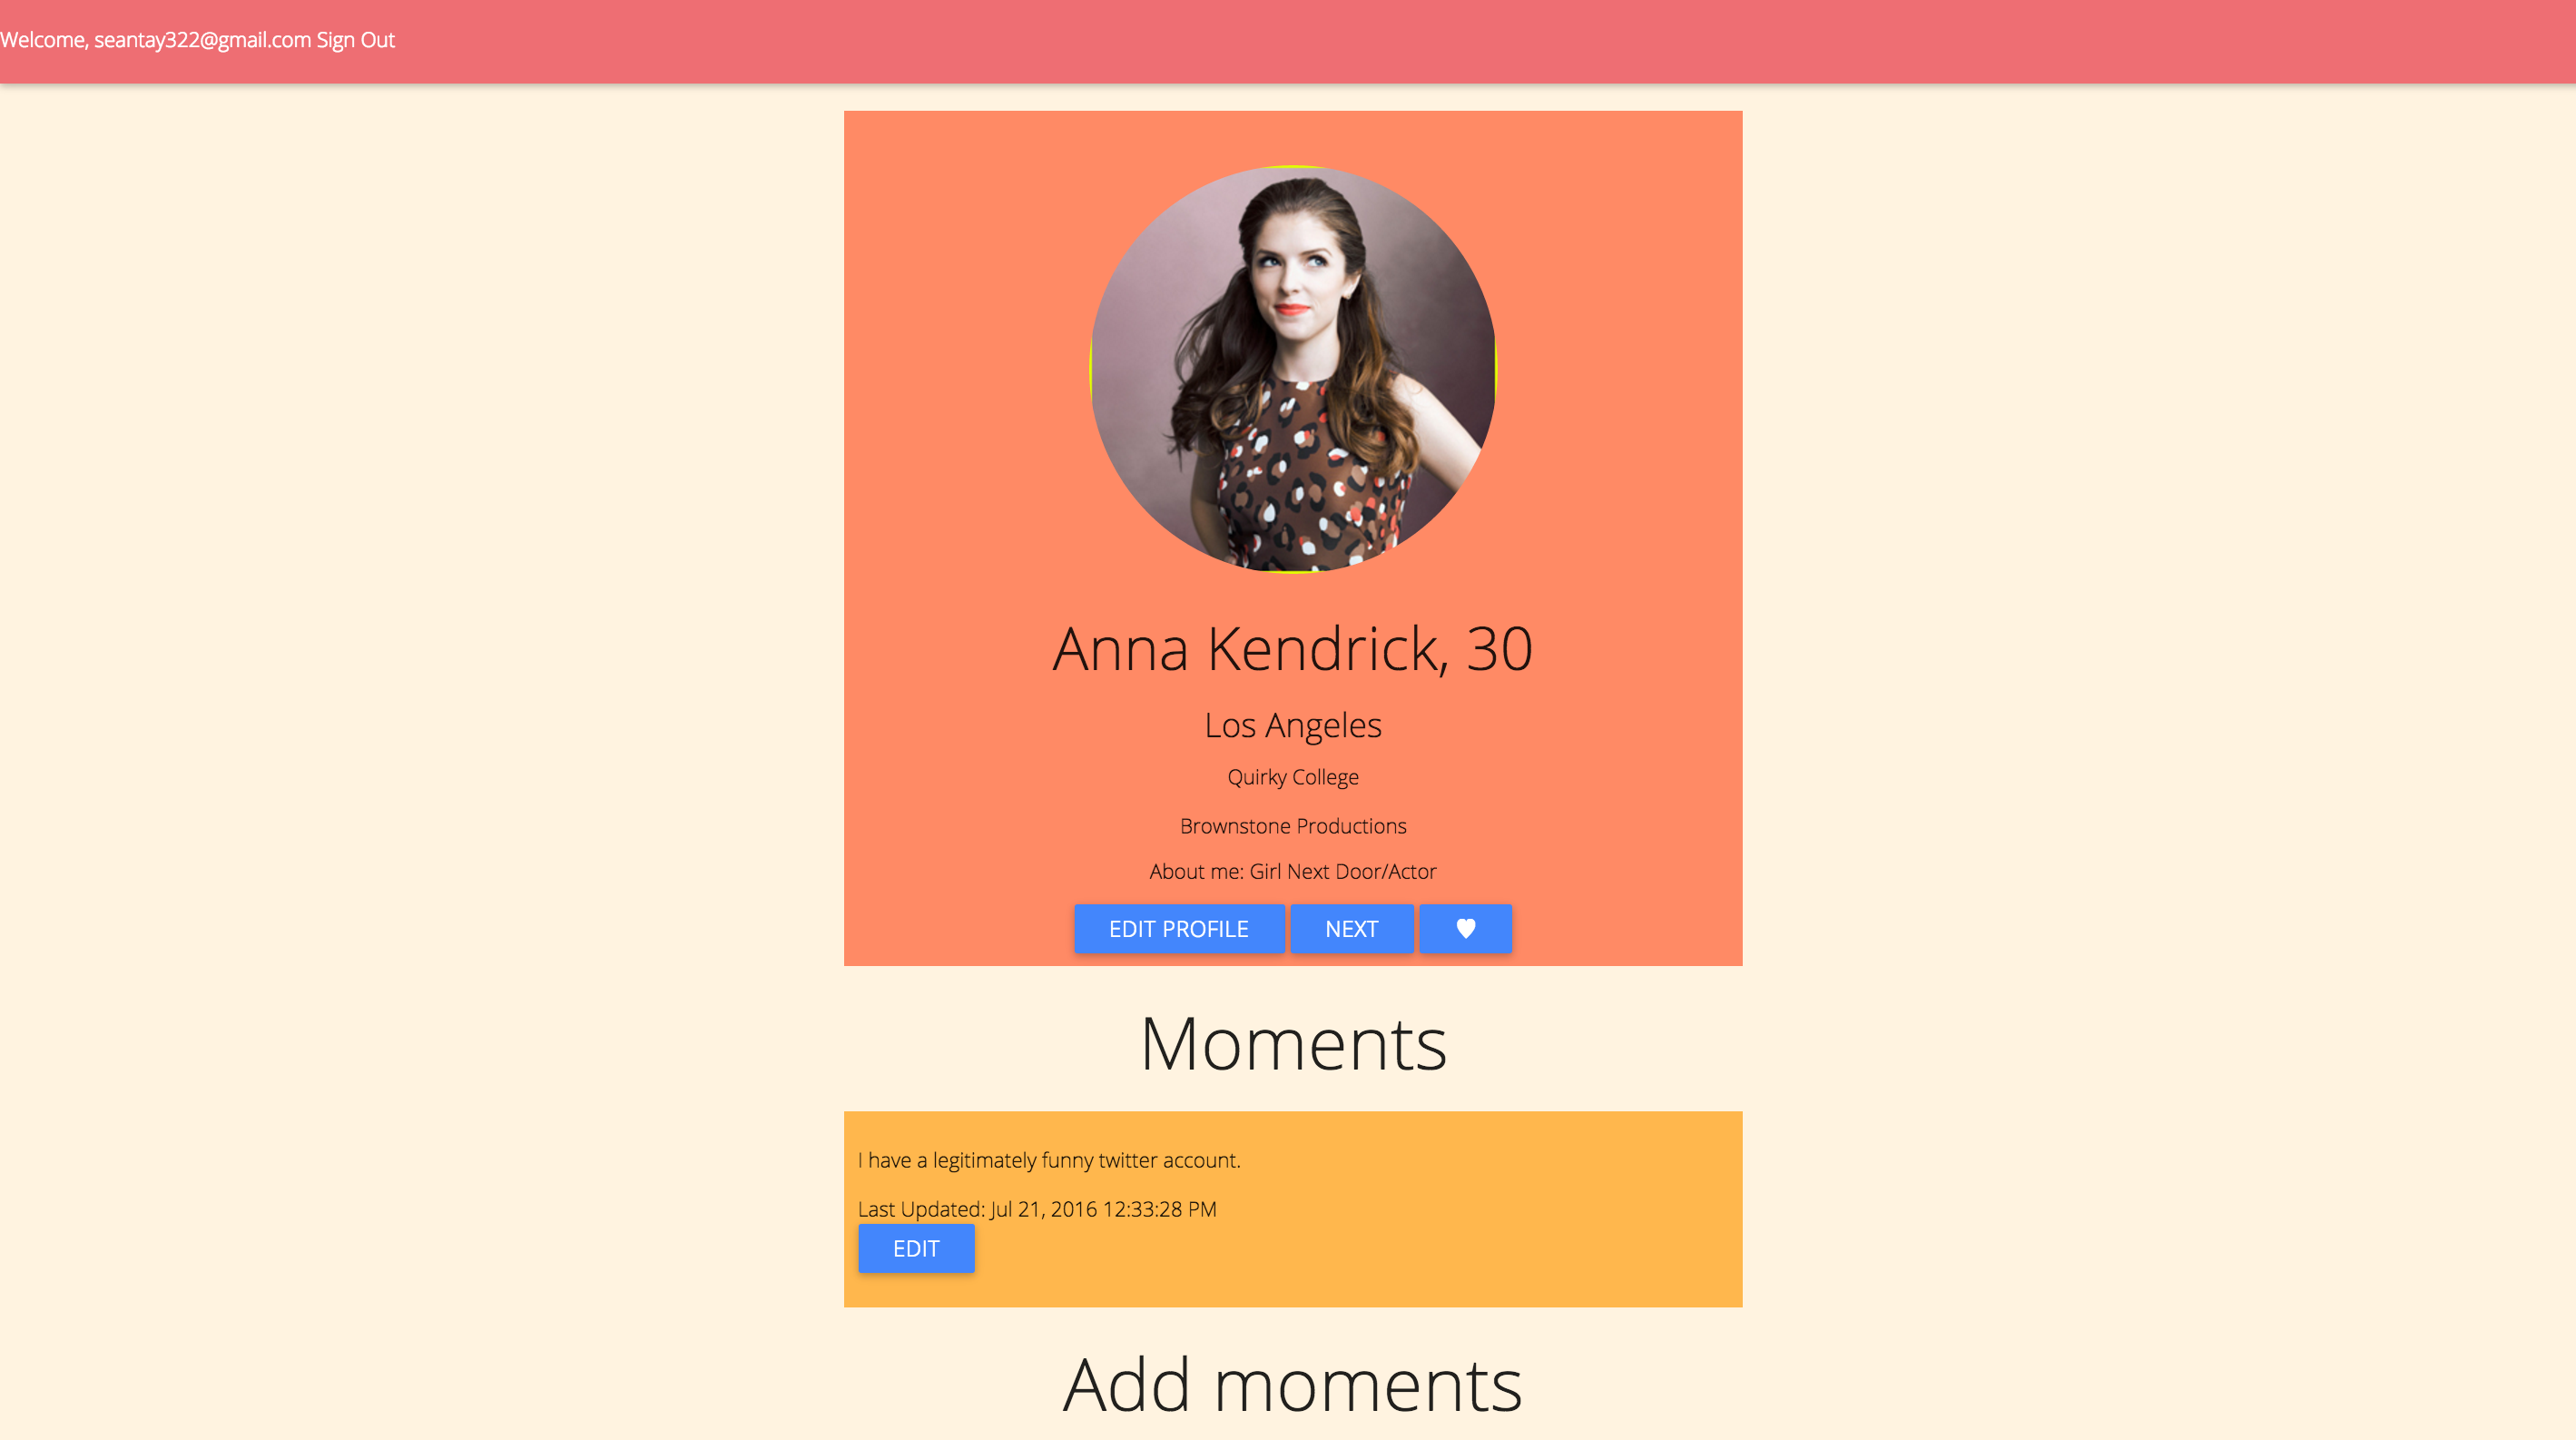 Welcome, seantay322@gmail.com Sign Out
Anna Kendrick, 30
Los Angeles
Quirky College
Brownstone Productions
About me: Girl Next Door/Actor
EDIT PROFILE NEXT ♥
Moments
I have a legitimately funny twitter account.
Last Updated: Jul 21, 2016 12:33:28 PM
EDIT
Add moments